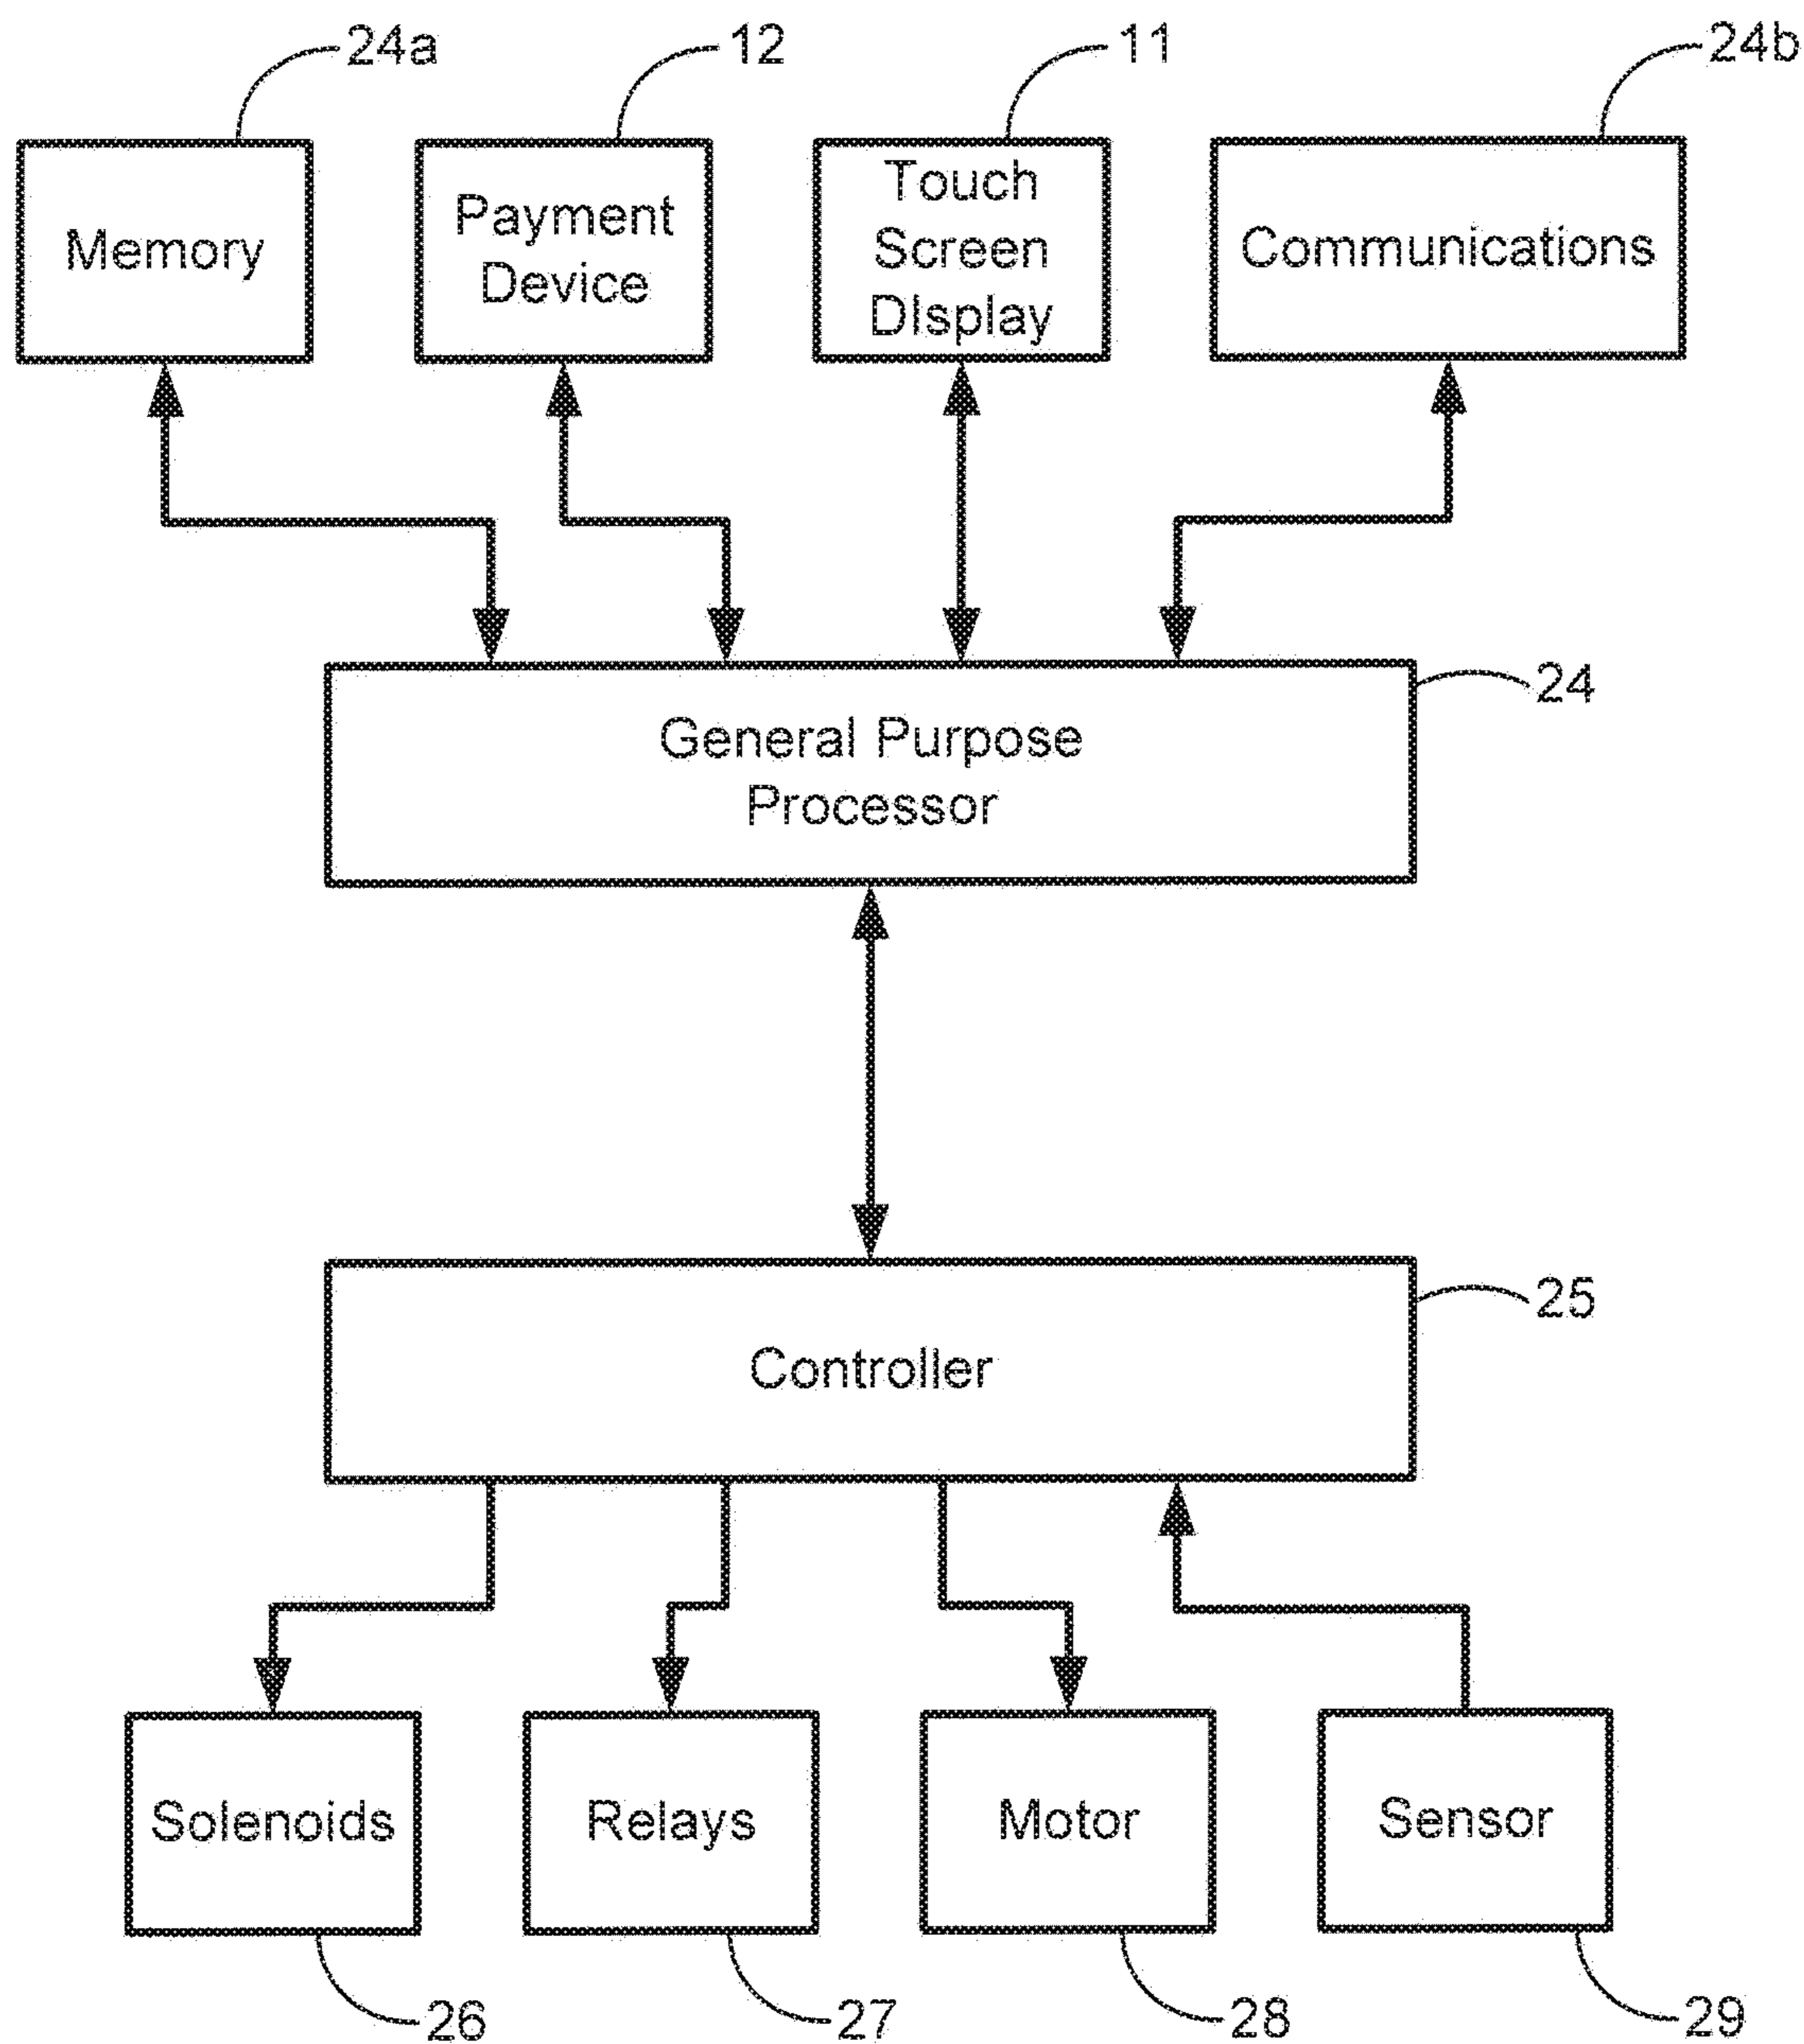 24a
12
11
24b
Memory
Payment
Device
Touch
Screen
DIsplay
Communications
24
General Purpose
Processor
25
Controller
Solenoids
Relays
Motor
Sensor
26
27
28
29